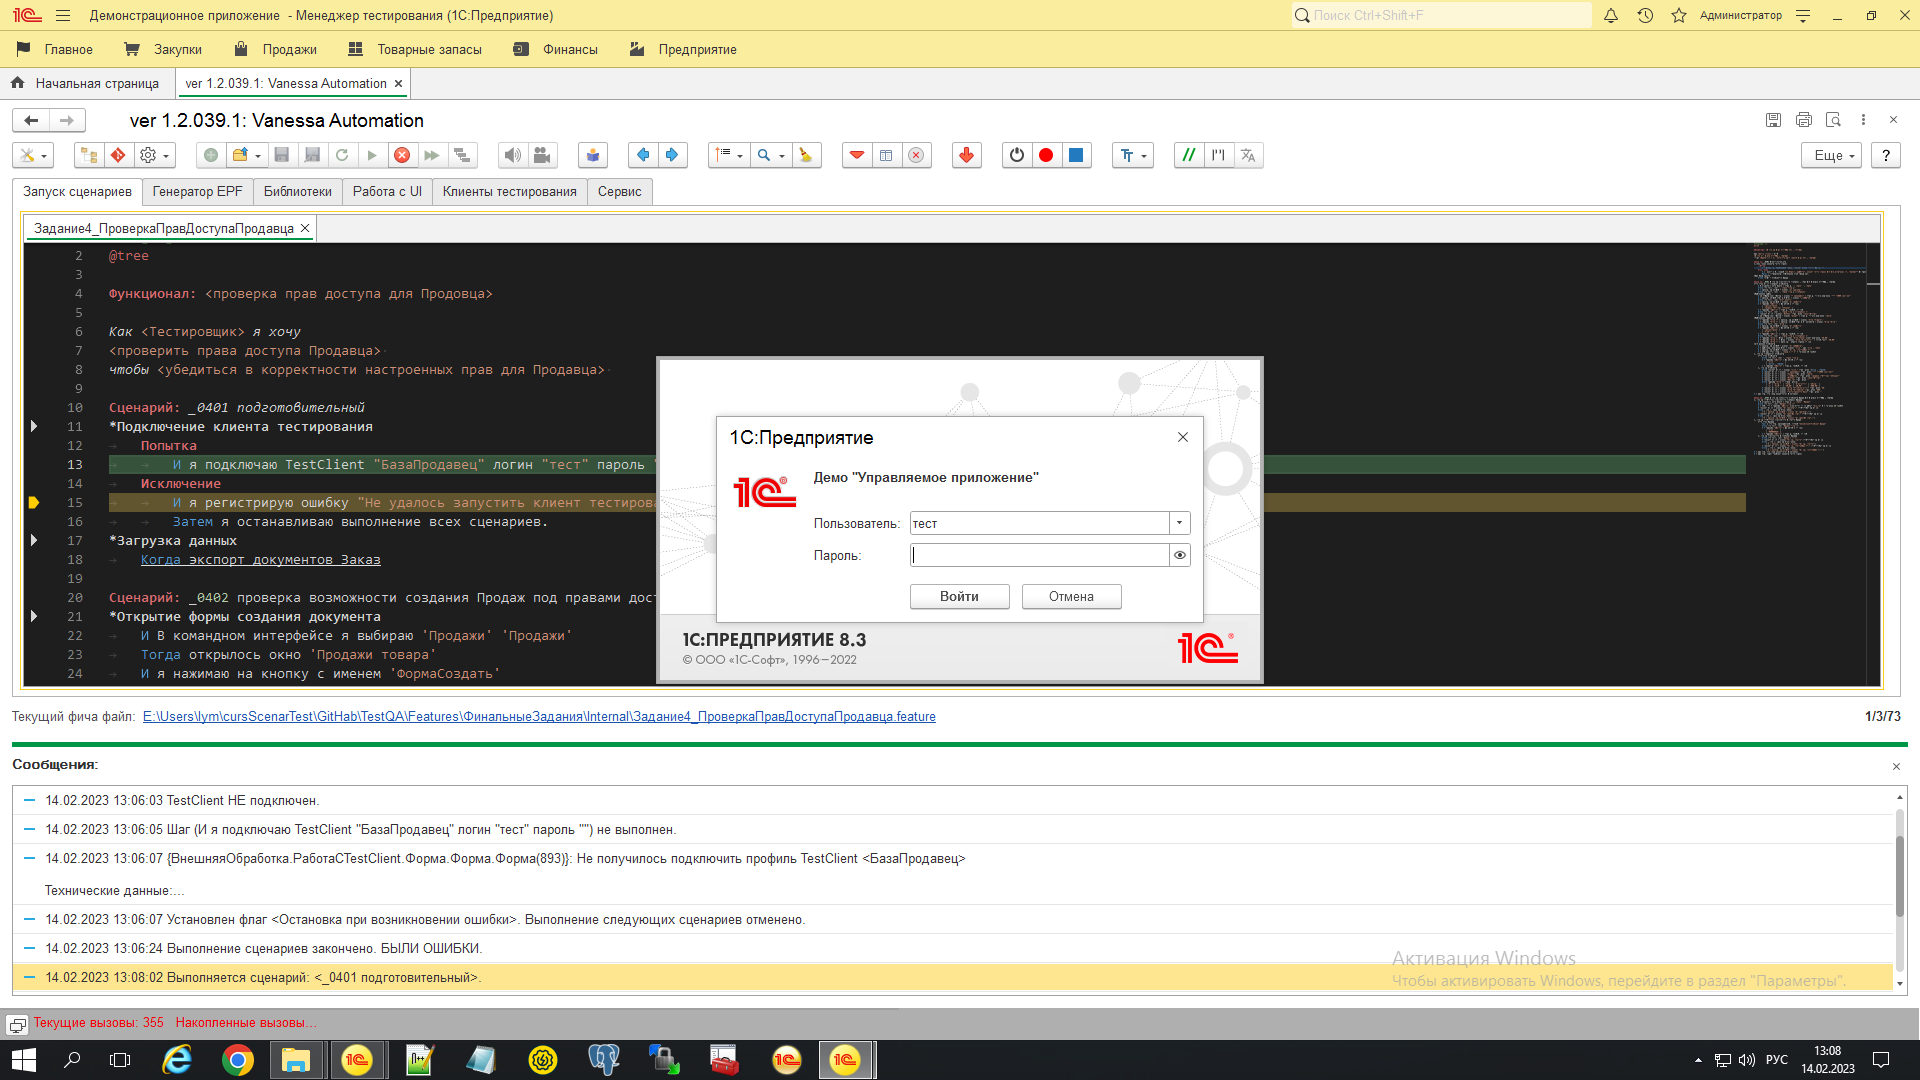 Демонстрационное приложение - Менеджер тестирования (1С:Предприятие)
Поиск Ctrl+Shift+F
Администратор
Главное
Закупки
Продажи
Товарные запасы
Финансы
Предприятие
Начальная страница
ver 1.2.039.1: Vanessa Automation
ver 1.2.039.1: Vanessa Automation
Еще
?
Запуск сценариев
Генератор EPF
Библиотеки
Работа с UI
Клиенты тестирования
Сервис
Задание4_ПроверкаПравДоступаПродавца
2 @tree
3
4 Функционал: <проверка прав доступа для Продовца>
5
6 Как <Тестировщик> я хочу
7 <проверить права доступа Продавца>
8 чтобы <убедиться в корректности настроенных прав для Продавца>
9
10 Сценарий: _0401 подготовительный
11 *Подключение клиента тестирования
12 Попытка
13 И я подключаю TestClient "БазаПродавец" логин "тест" пароль "
14 Исключение
15 И я регистрирую ошибку "Не удалось запустить клиент тестирова
16 Затем я останавливаю выполнение всех сценариев.
17 *Загрузка данных
18 Когда экспорт документов Заказ
19
20 Сценарий: _0402 проверка возможности создания Продаж под правами дос
21 *Открытие формы создания документа
22 И В командном интерфейсе я выбираю 'Продажи' 'Продажи'
23 Тогда открылось окно 'Продажи товара'
24 И я нажимаю на кнопку с именем 'ФормаСоздать'
1С:Предприятие
Демо "Управляемое приложение"
Пользователь: тест
Пароль:
Войти
Отмена
1С:ПРЕДПРИЯТИЕ 8.3
© ООО «1С-Софт», 1996–2022
Текущий фича файл: E:\Users\lym\cursScenarTest\GitHab\TestQA\Features\ФинальныеЗадания\Internal\Задание4_ПроверкаПравДоступаПродавца.feature
1/3/73
Сообщения:
14.02.2023 13:06:03 TestClient НЕ подключен.
14.02.2023 13:06:05 Шаг (И я подключаю TestClient "БазаПродавец" логин "тест" пароль "") не выполнен.
14.02.2023 13:06:07 {ВнешняяОбработка.РаботаСTestClient.Форма.Форма.Форма(893)}: Не получилось подключить профиль TestClient <БазаПродавец>
Технические данные:...
14.02.2023 13:06:07 Установлен флаг <Остановка при возникновении ошибки>. Выполнение следующих сценариев отменено.
14.02.2023 13:06:24 Выполнение сценариев закончено. БЫЛИ ОШИБКИ.
14.02.2023 13:08:02 Выполняется сценарий: <_0401 подготовительный>.
Активация Windows
Чтобы активировать Windows, перейдите в раздел "Параметры".
Текущие вызовы: 355 Накопленные вызовы...
РУС
13:08
14.02.2023